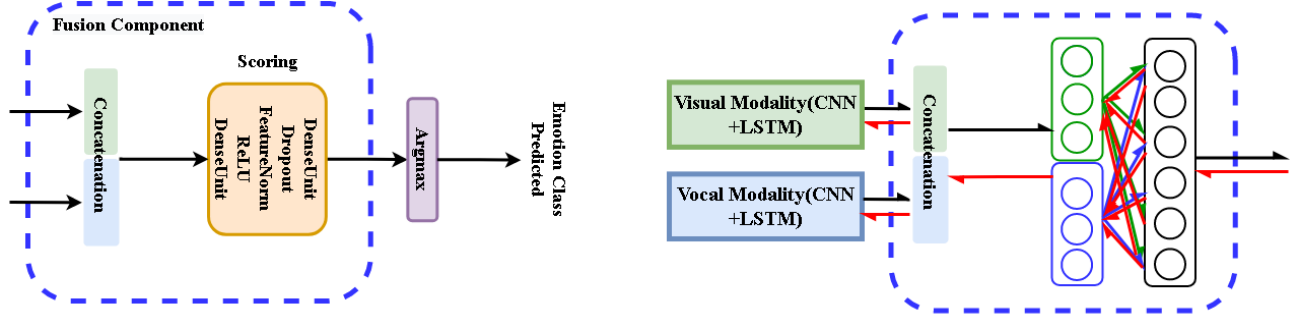 Fusion Component
Scoring
Concatenation
DenseUnit
ReLU
FeatureNorm
Dropout
DenseUnit
Argmax
Emotion Class
Predicted
Visual Modality(CNN
+LSTM)
Vocal Modality(CNN
+LSTM)
Concatenation